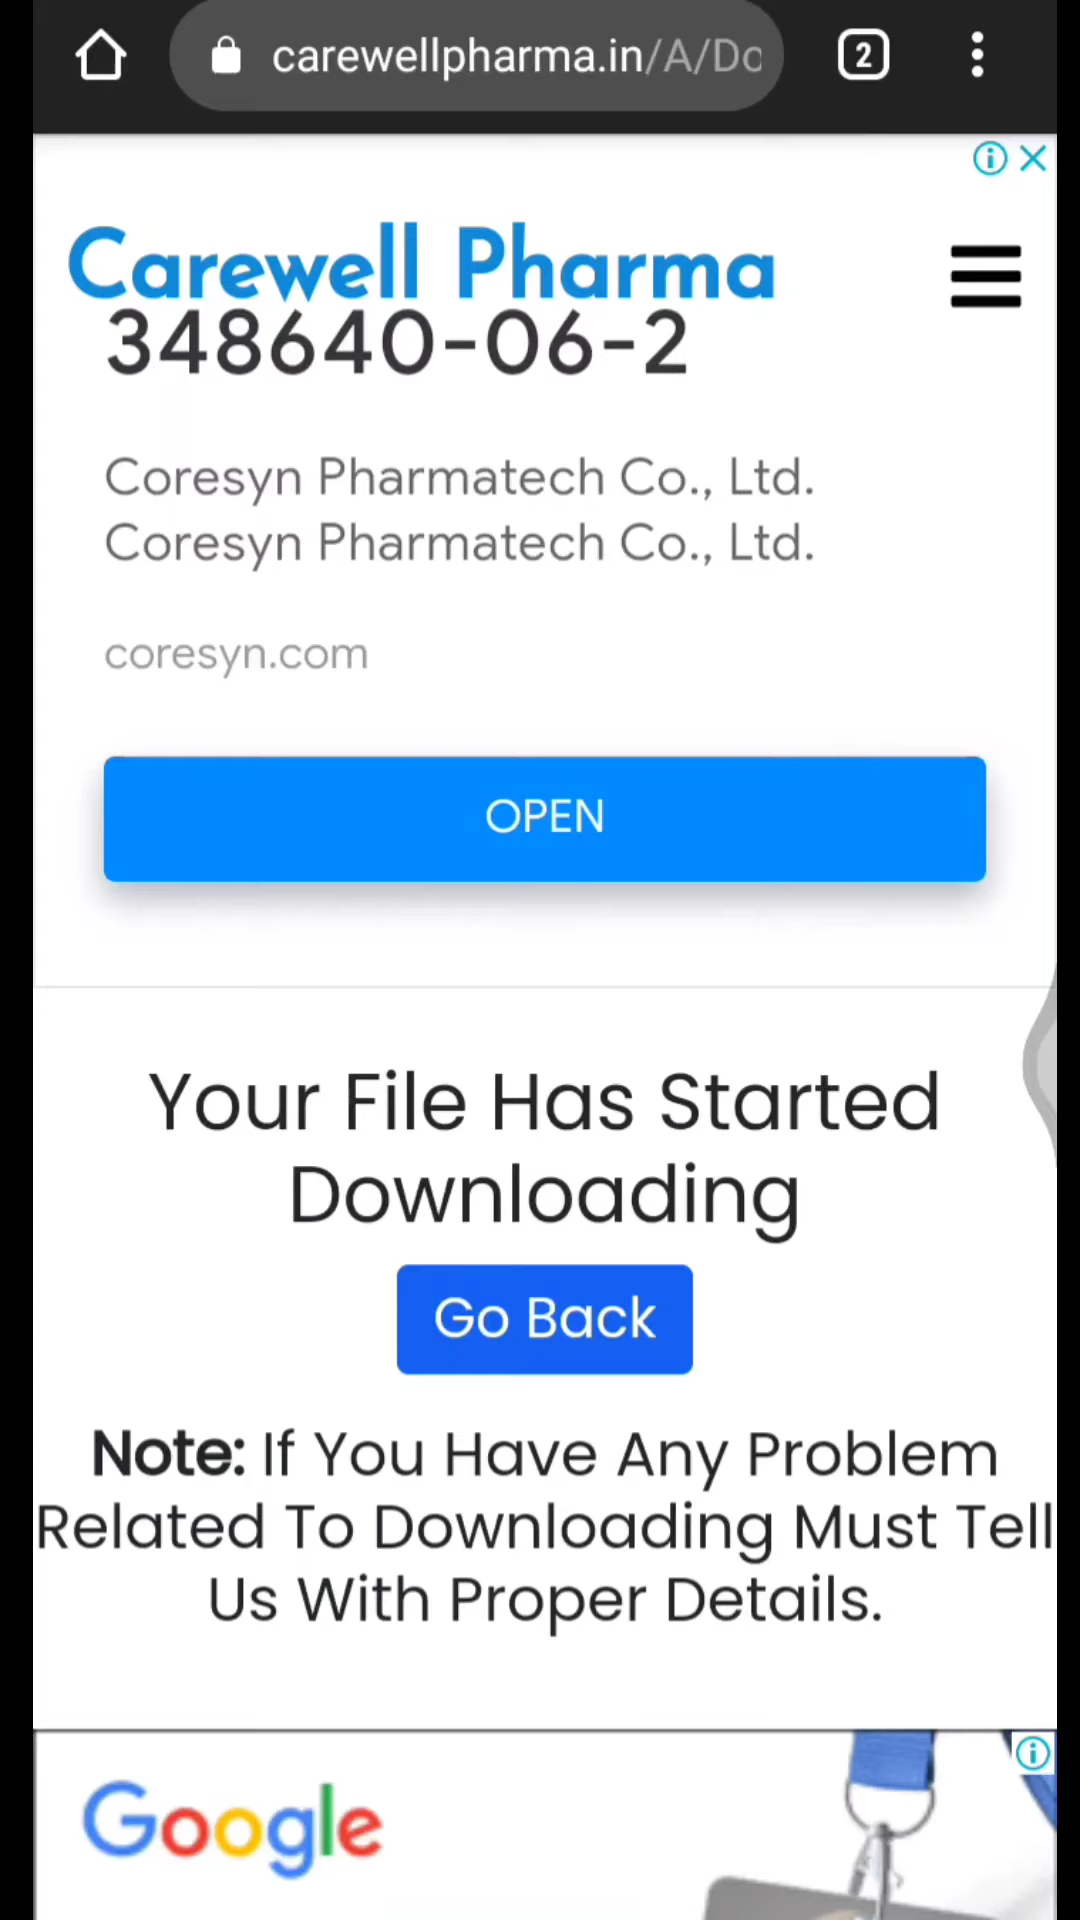 carewellpharma.in/A/Do
2
Carewell Pharma
348640-06-2
Coresyn Pharmatech Co., Ltd.
Coresyn Pharmatech Co., Ltd.
coresyn.com
OPEN
Your File Has Started
Downloading
Go Back
Note: If You Have Any Problem
Related To Downloading Must Tell
Us With Proper Details.
Google